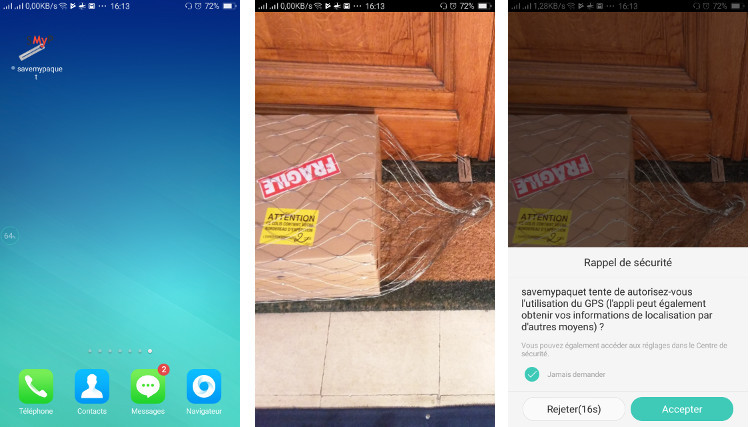 0,00KB/s ... 16:13 72%
My
savemypaque
t
64
Téléphone
Contacts
2
Messages
Navigateur
0,00KB/s ... 16:13 72%
FRAGILE
ATTENTION
2
1,28KB/s ... 16:13 72%
FRAGILE
ATTENTION
Rappel de sécurité
savemypaquet tente de autorisez-vous
l'utilisation du GPS (l'appli peut également
obtenir vos informations de localisation par
d'autres moyens) ?
Vous pouvez également accéder aux réglages dans le Centre de
sécurité.
Jamais demander
Rejeter(16s)
Accepter